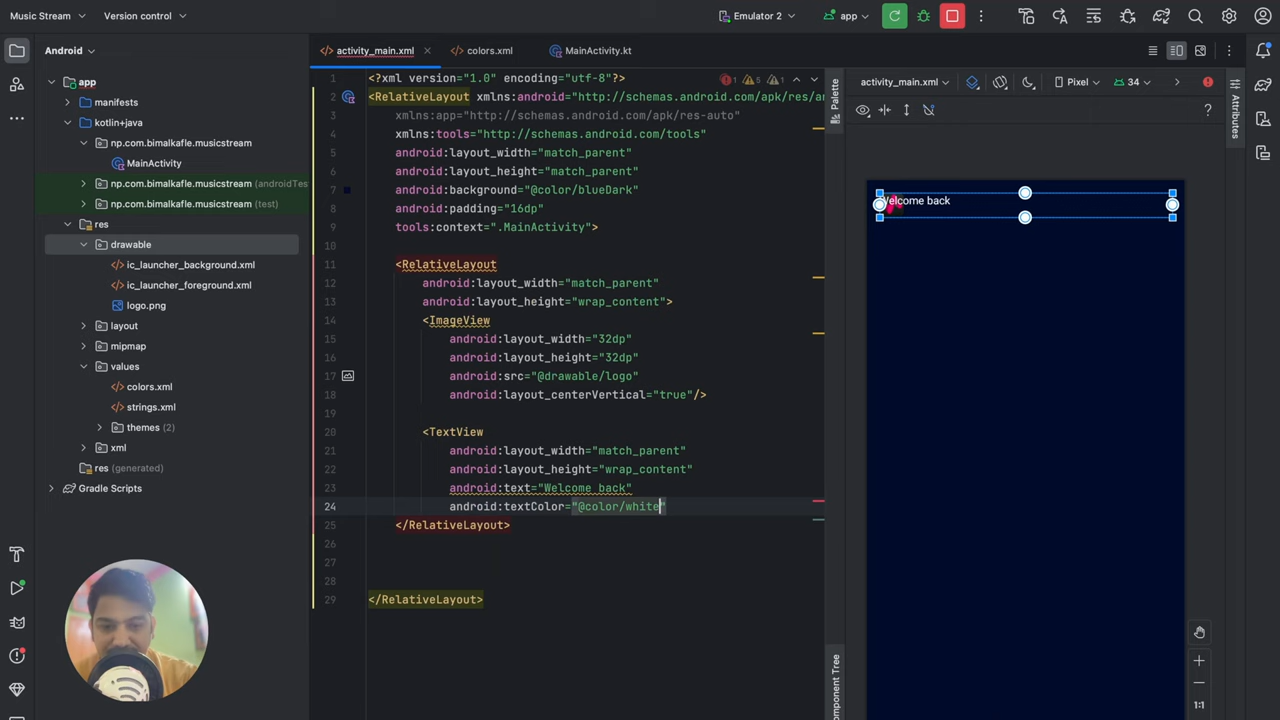 Music Stream
Version control
Emulator 2
app
Android
activity_main.xml
colors.xml
MainActivity.kt
app
manifests
kotlin+java
np.com.bimalkafle.musicstream
MainActivity
np.com.bimalkafle.musicstream (androidTes
np.com.bimalkafle.musicstream (test)
res
drawable
ic_launcher_background.xml
ic_launcher_foreground.xml
logo.png
layout
mipmap
values
colors.xml
strings.xml
themes (2)
xml
res (generated)
Gradle Scripts
1 <?xml version="1.0" encoding="utf-8"?>
2 <RelativeLayout xmlns:android="http://schemas.android.com/apk/res/an
3 xmlns:app="http://schemas.android.com/apk/res-auto"
4 xmlns:tools="http://schemas.android.com/tools"
5 android:layout_width="match_parent"
6 android:layout_height="match_parent"
7 android:background="@color/blueDark"
8 android:padding="16dp"
9 tools:context=".MainActivity">
10
11 <RelativeLayout
12 android:layout_width="match_parent"
13 android:layout_height="wrap_content">
14 <ImageView
15 android:layout_width="32dp"
16 android:layout_height="32dp"
17 android:src="@drawable/logo"
18 android:layout_centerVertical="true"/>
19
20 <TextView
21 android:layout_width="match_parent"
22 android:layout_height="wrap_content"
23 android:text="Welcome back"
24 android:textColor="@color/white"
25 </RelativeLayout>
26
27
28
29 </RelativeLayout>
1 5 1
Palette
activity_main.xml
Pixel
34
?
Attributes
Welcome back
Component Tree
1:1